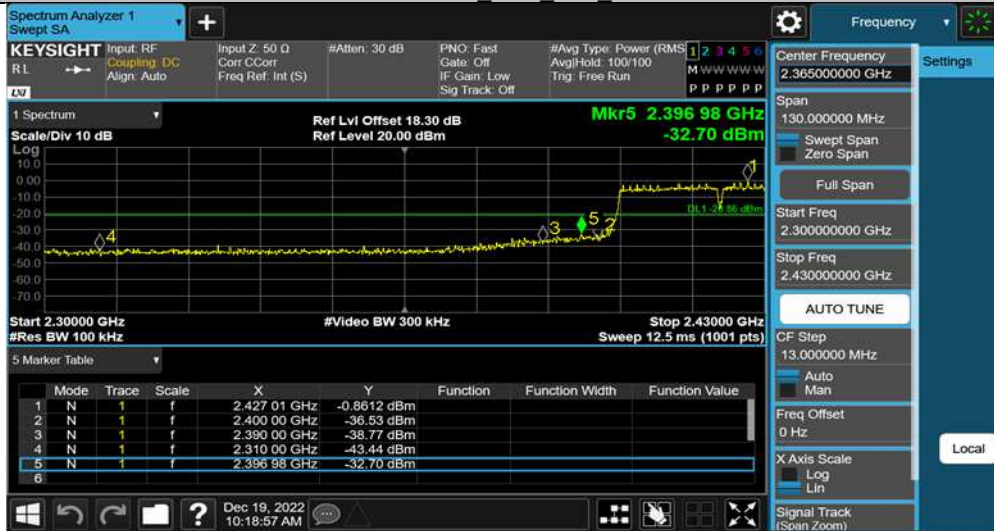 Spectrum Analyzer 1
Swept SA
Frequency
KEYSIGHT Input: RF Input Z: 50 Ω #Atten: 30 dB PNO: Fast #Avg Type: Power (RMS 1 2 3 4 5 6
RL Coupling: DC Corr CCorr Gate: Off Avg|Hold: 100/100 M W W W W W
Align: Auto Freq Ref: Int (S) IF Gain: Low Trig: Free Run
LXI Sig Track: Off P P P P P P
1 Spectrum Ref Lvl Offset 18.30 dB Mkr5 2.396 98 GHz
Scale/Div 10 dB Ref Level 20.00 dBm -32.70 dBm
Log
10.0
0.00
-10.0
-20.0
-30.0
-40.0
-50.0
-60.0
-70.0
1
2
3
4
5
Start 2.30000 GHz #Video BW 300 kHz Stop 2.43000 GHz
#Res BW 100 kHz Sweep 12.5 ms (1001 pts)
5 Marker Table
Mode Trace Scale X Y Function Function Width Function Value
1 N 1 f 2.427 01 GHz -0.8612 dBm
2 N 1 f 2.400 00 GHz -36.53 dBm
3 N 1 f 2.390 00 GHz -38.77 dBm
4 N 1 f 2.310 00 GHz -43.44 dBm
5 N 1 f 2.396 98 GHz -32.70 dBm
6
? Dec 19, 2022
10:18:57 AM
Center Frequency
2.365000000 GHz
Settings
Span
130.000000 MHz
Swept Span
Zero Span
Full Span
Start Freq
2.300000000 GHz
Stop Freq
2.430000000 GHz
AUTO TUNE
CF Step
13.000000 MHz
Auto
Man
Freq Offset
0 Hz
Local
X Axis Scale
Log
Lin
Signal Track
(Span Zoom)